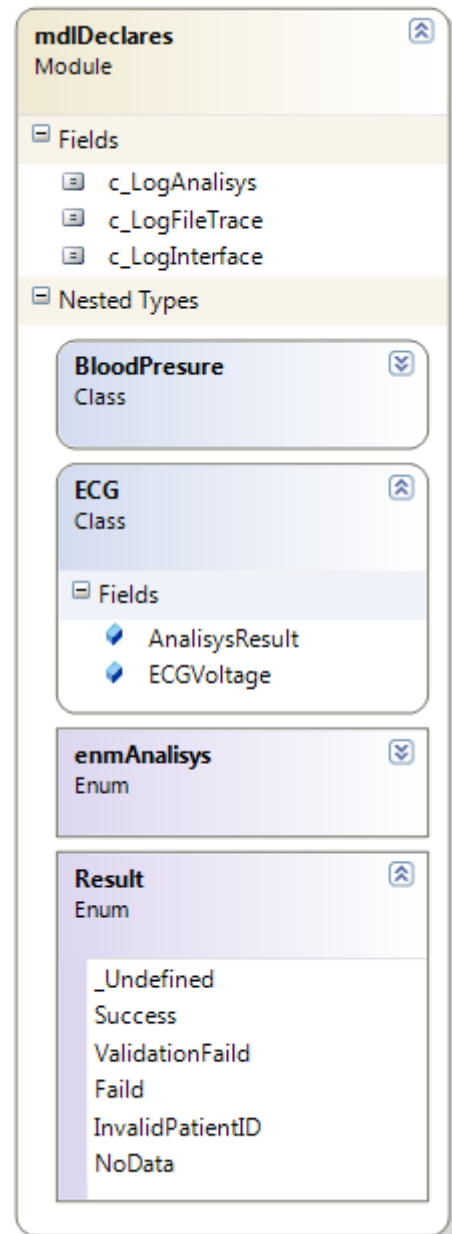 mdlDeclares
Module
Fields
c_LogAnalisys
c_LogFileTrace
c_LogInterface
Nested Types
BloodPresure
Class
ECG
Class
Fields
AnalisysResult
ECGVoltage
enmAnalisys
Enum
Result
Enum
_Undefined
Success
ValidationFaild
Faild
InvalidPatientID
NoData